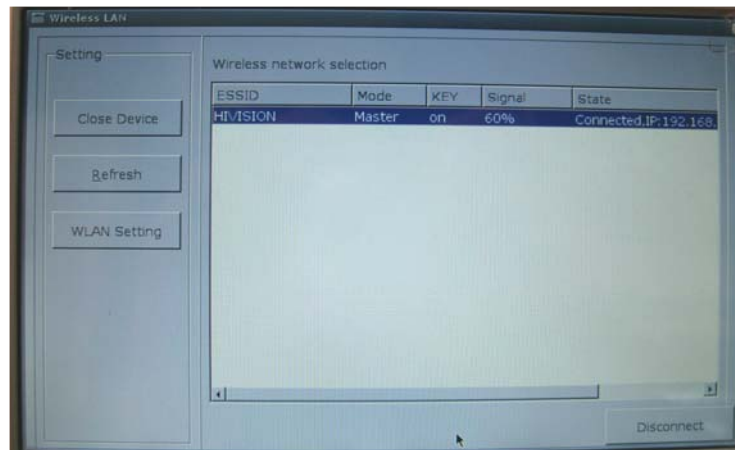 Wireless LAN
Setting
Close Device
Refresh
WLAN Setting
Wireless network selection
ESSID Mode KEY Signal State
HIVISION Master on 60% Connected.IP:192.168.
Disconnect